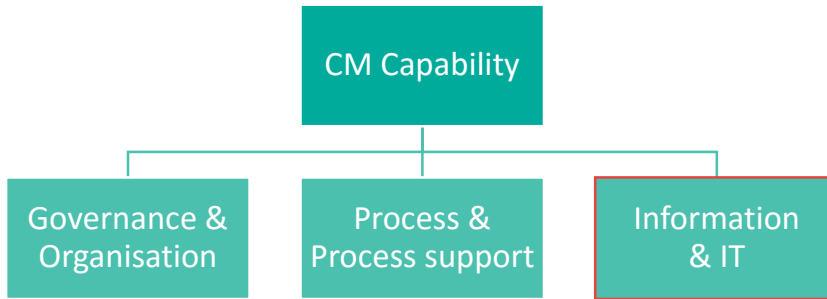 CM Capability
Governance &
Organisation
Process &
Process support
Information
& IT